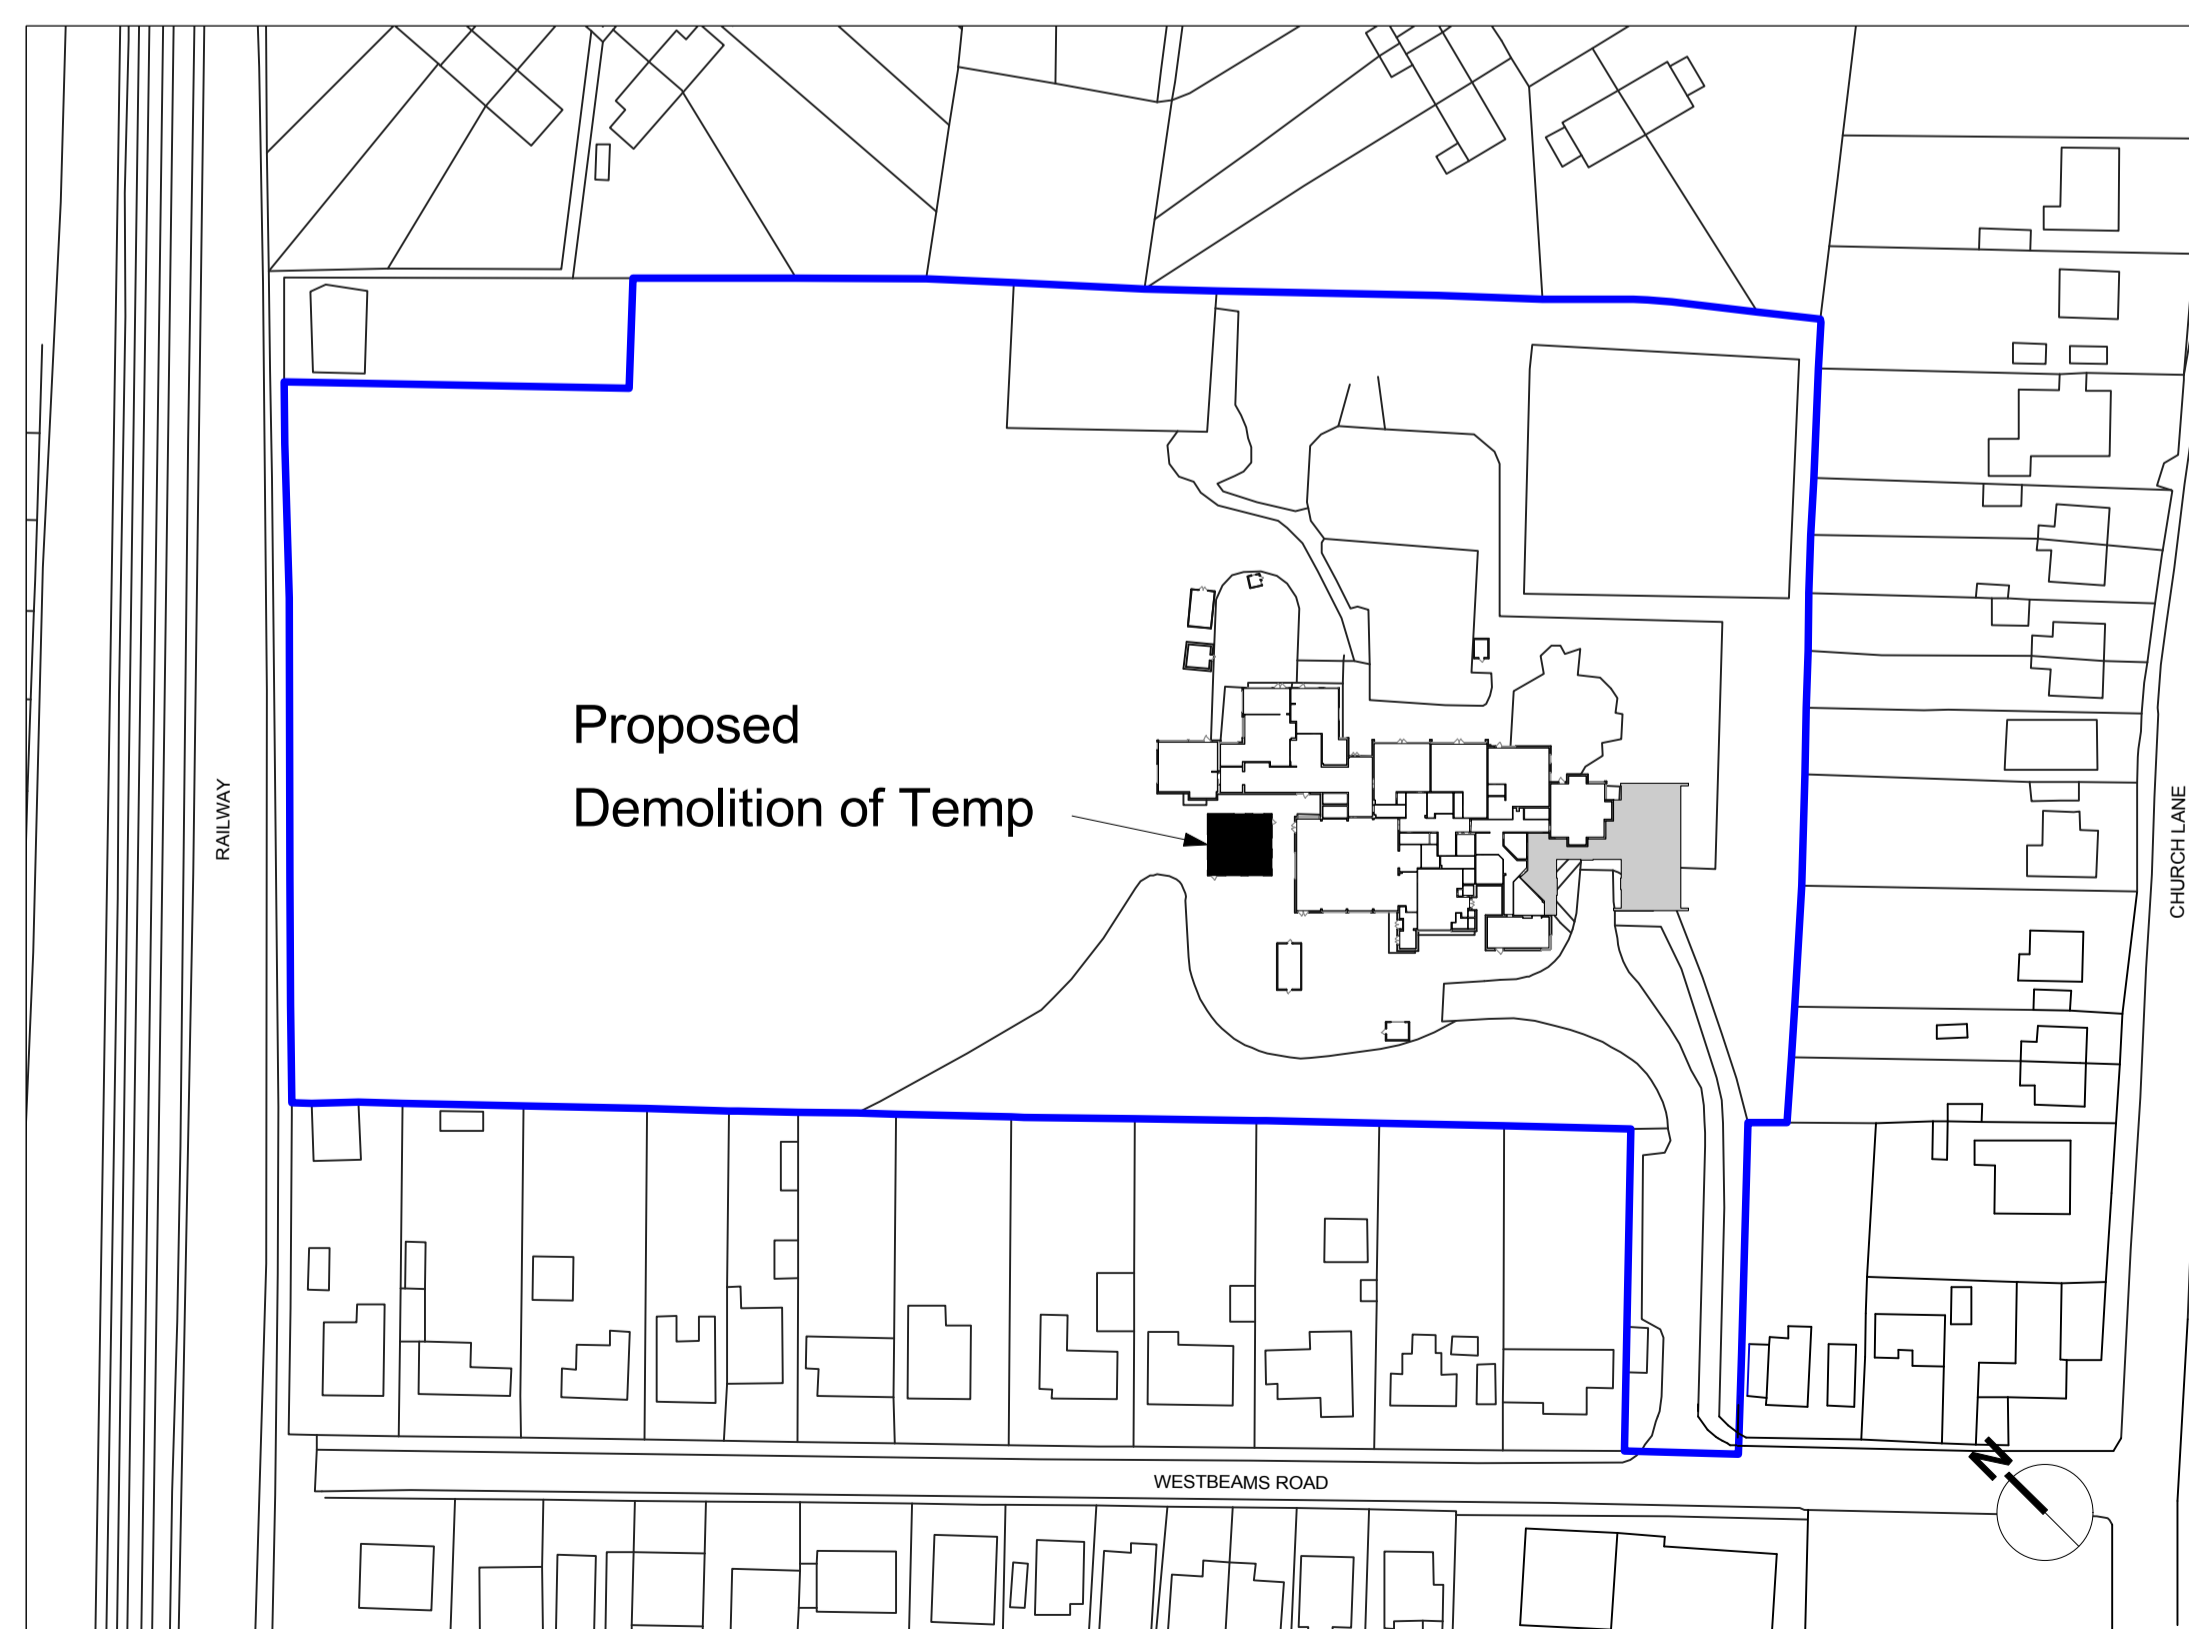 Proposed
Demolition of Temp
RAILWAY
CHURCH LANE
WESTBEAMS ROAD
N